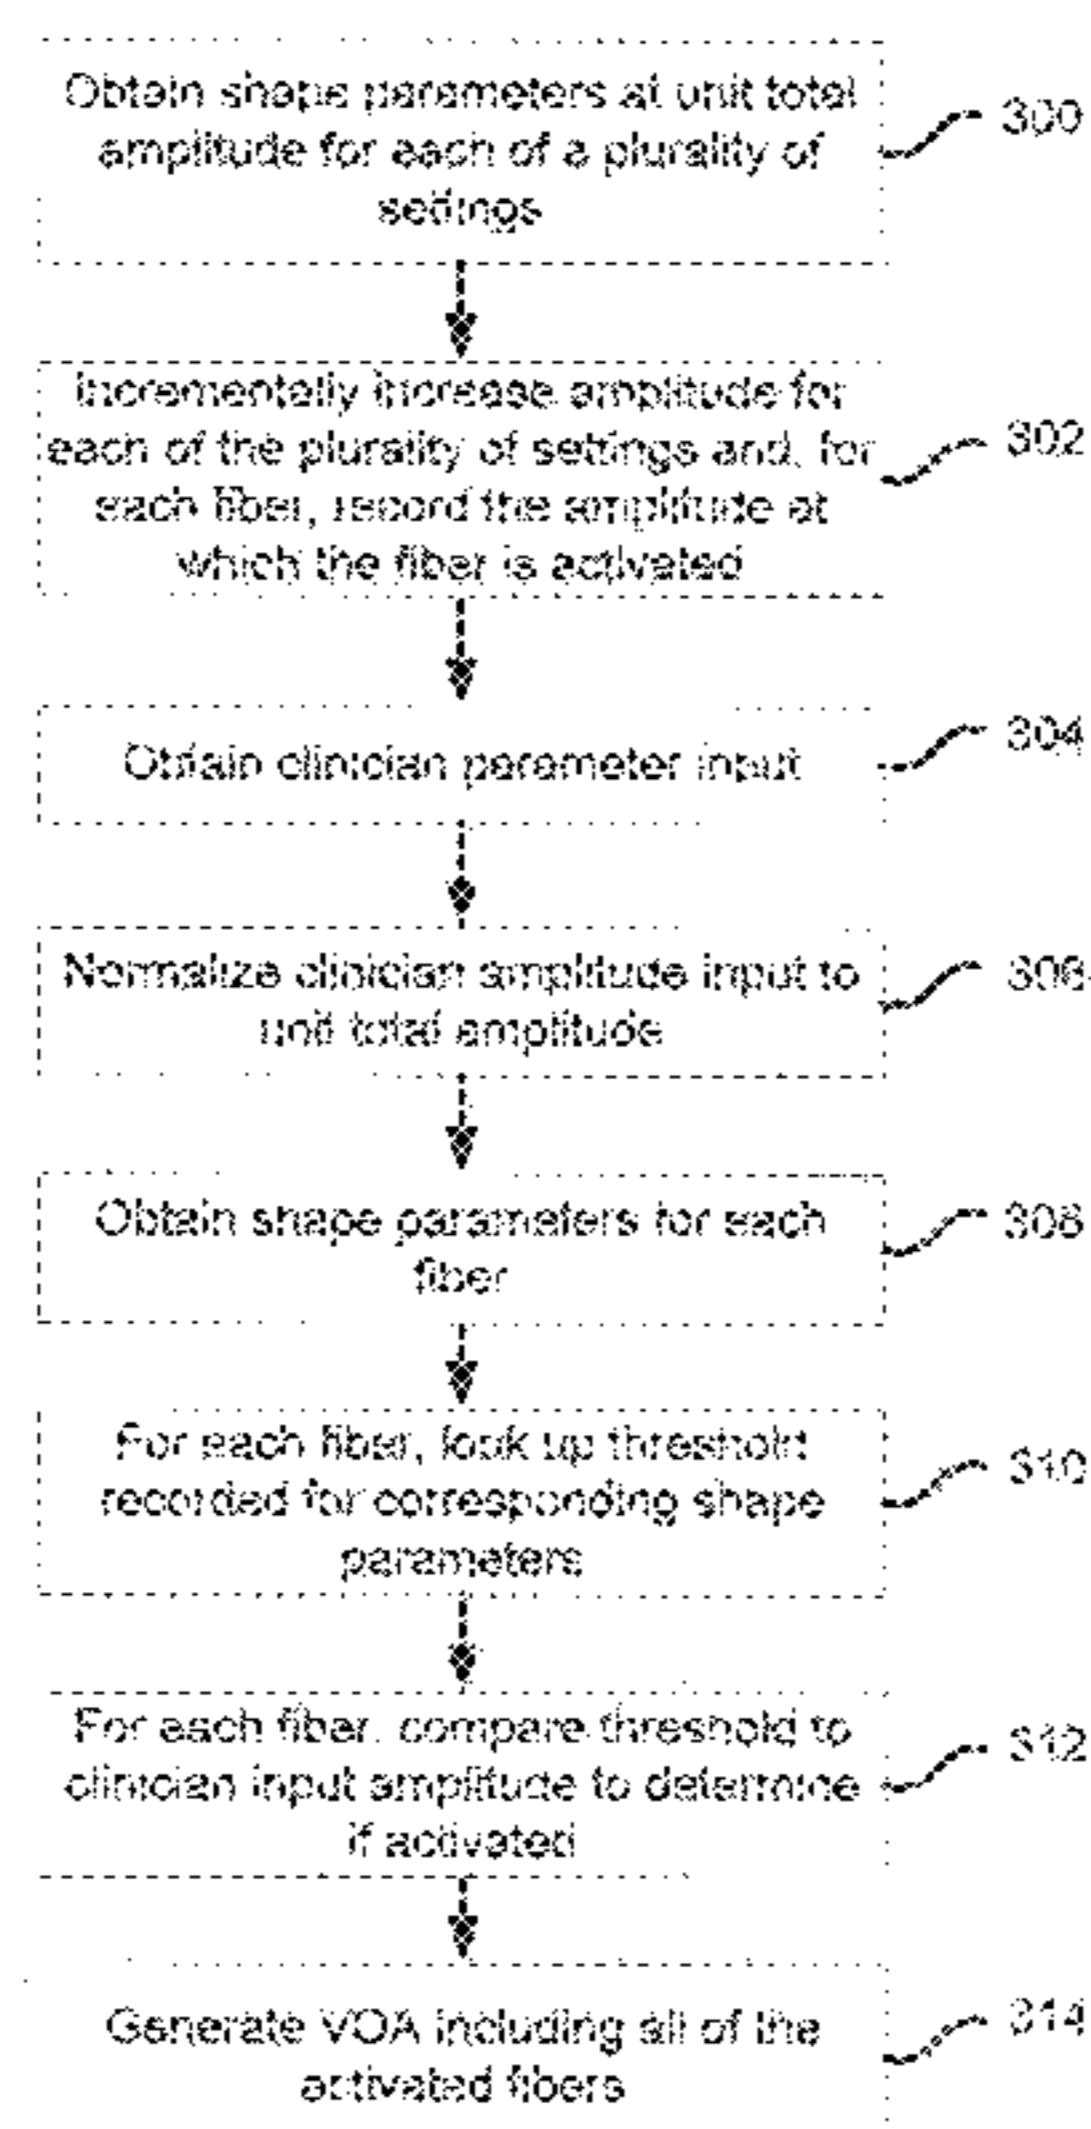 Obtain shape parameters at unit total
amplitude for each of a plurality of
settings
300
Incrementally increase amplitude for
each of the plurality of settings and, for
each fiber, record the amplitude at
which the fiber is activated
302
Obtain clinician parameter input
304
Normalize clinician amplitude input to
unit total amplitude
306
Obtain shape parameters for each
fiber
308
For each fiber, look up threshold
recorded for corresponding shape
parameters
310
For each fiber, compare threshold to
clinician input amplitude to determine
if activated
312
Generate VOA including all of the
activated fibers
314